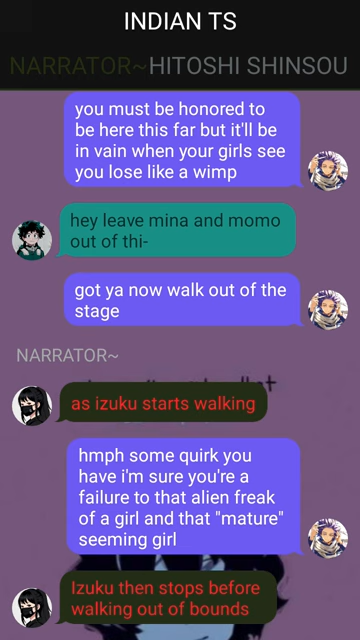 INDIAN TS
NARRATOR~HITOSHI SHINSOU
you must be honored to
be here this far but it'll be
in vain when your girls see
you lose like a wimp
hey leave mina and momo
out of thi-
got ya now walk out of the
stage
NARRATOR~
as izuku starts walking
hmph some quirk you
have i'm sure you're a
failure to that alien freak
of a girl and that "mature"
seeming girl
Izuku then stops before
walking out of bounds